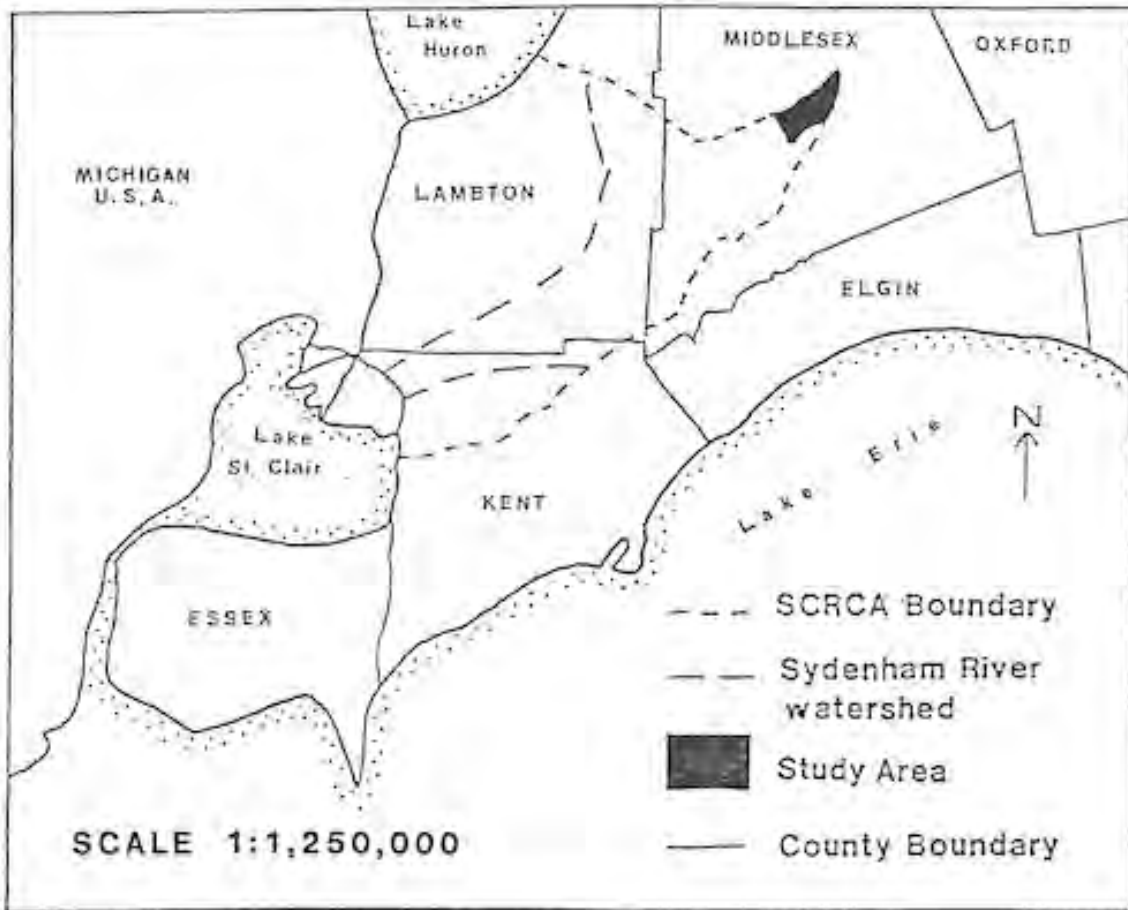 Lake
Huron
MIDDLESEX
OXFORD
MICHIGAN
U.S.A.
LAMBTON
ELGIN
Lake
St. Clair
Lake Erie
N
KENT
ESSEX
SCRCA Boundary
Sydenham River
watershed
Study Area
County Boundary
SCALE 1:1,250,000